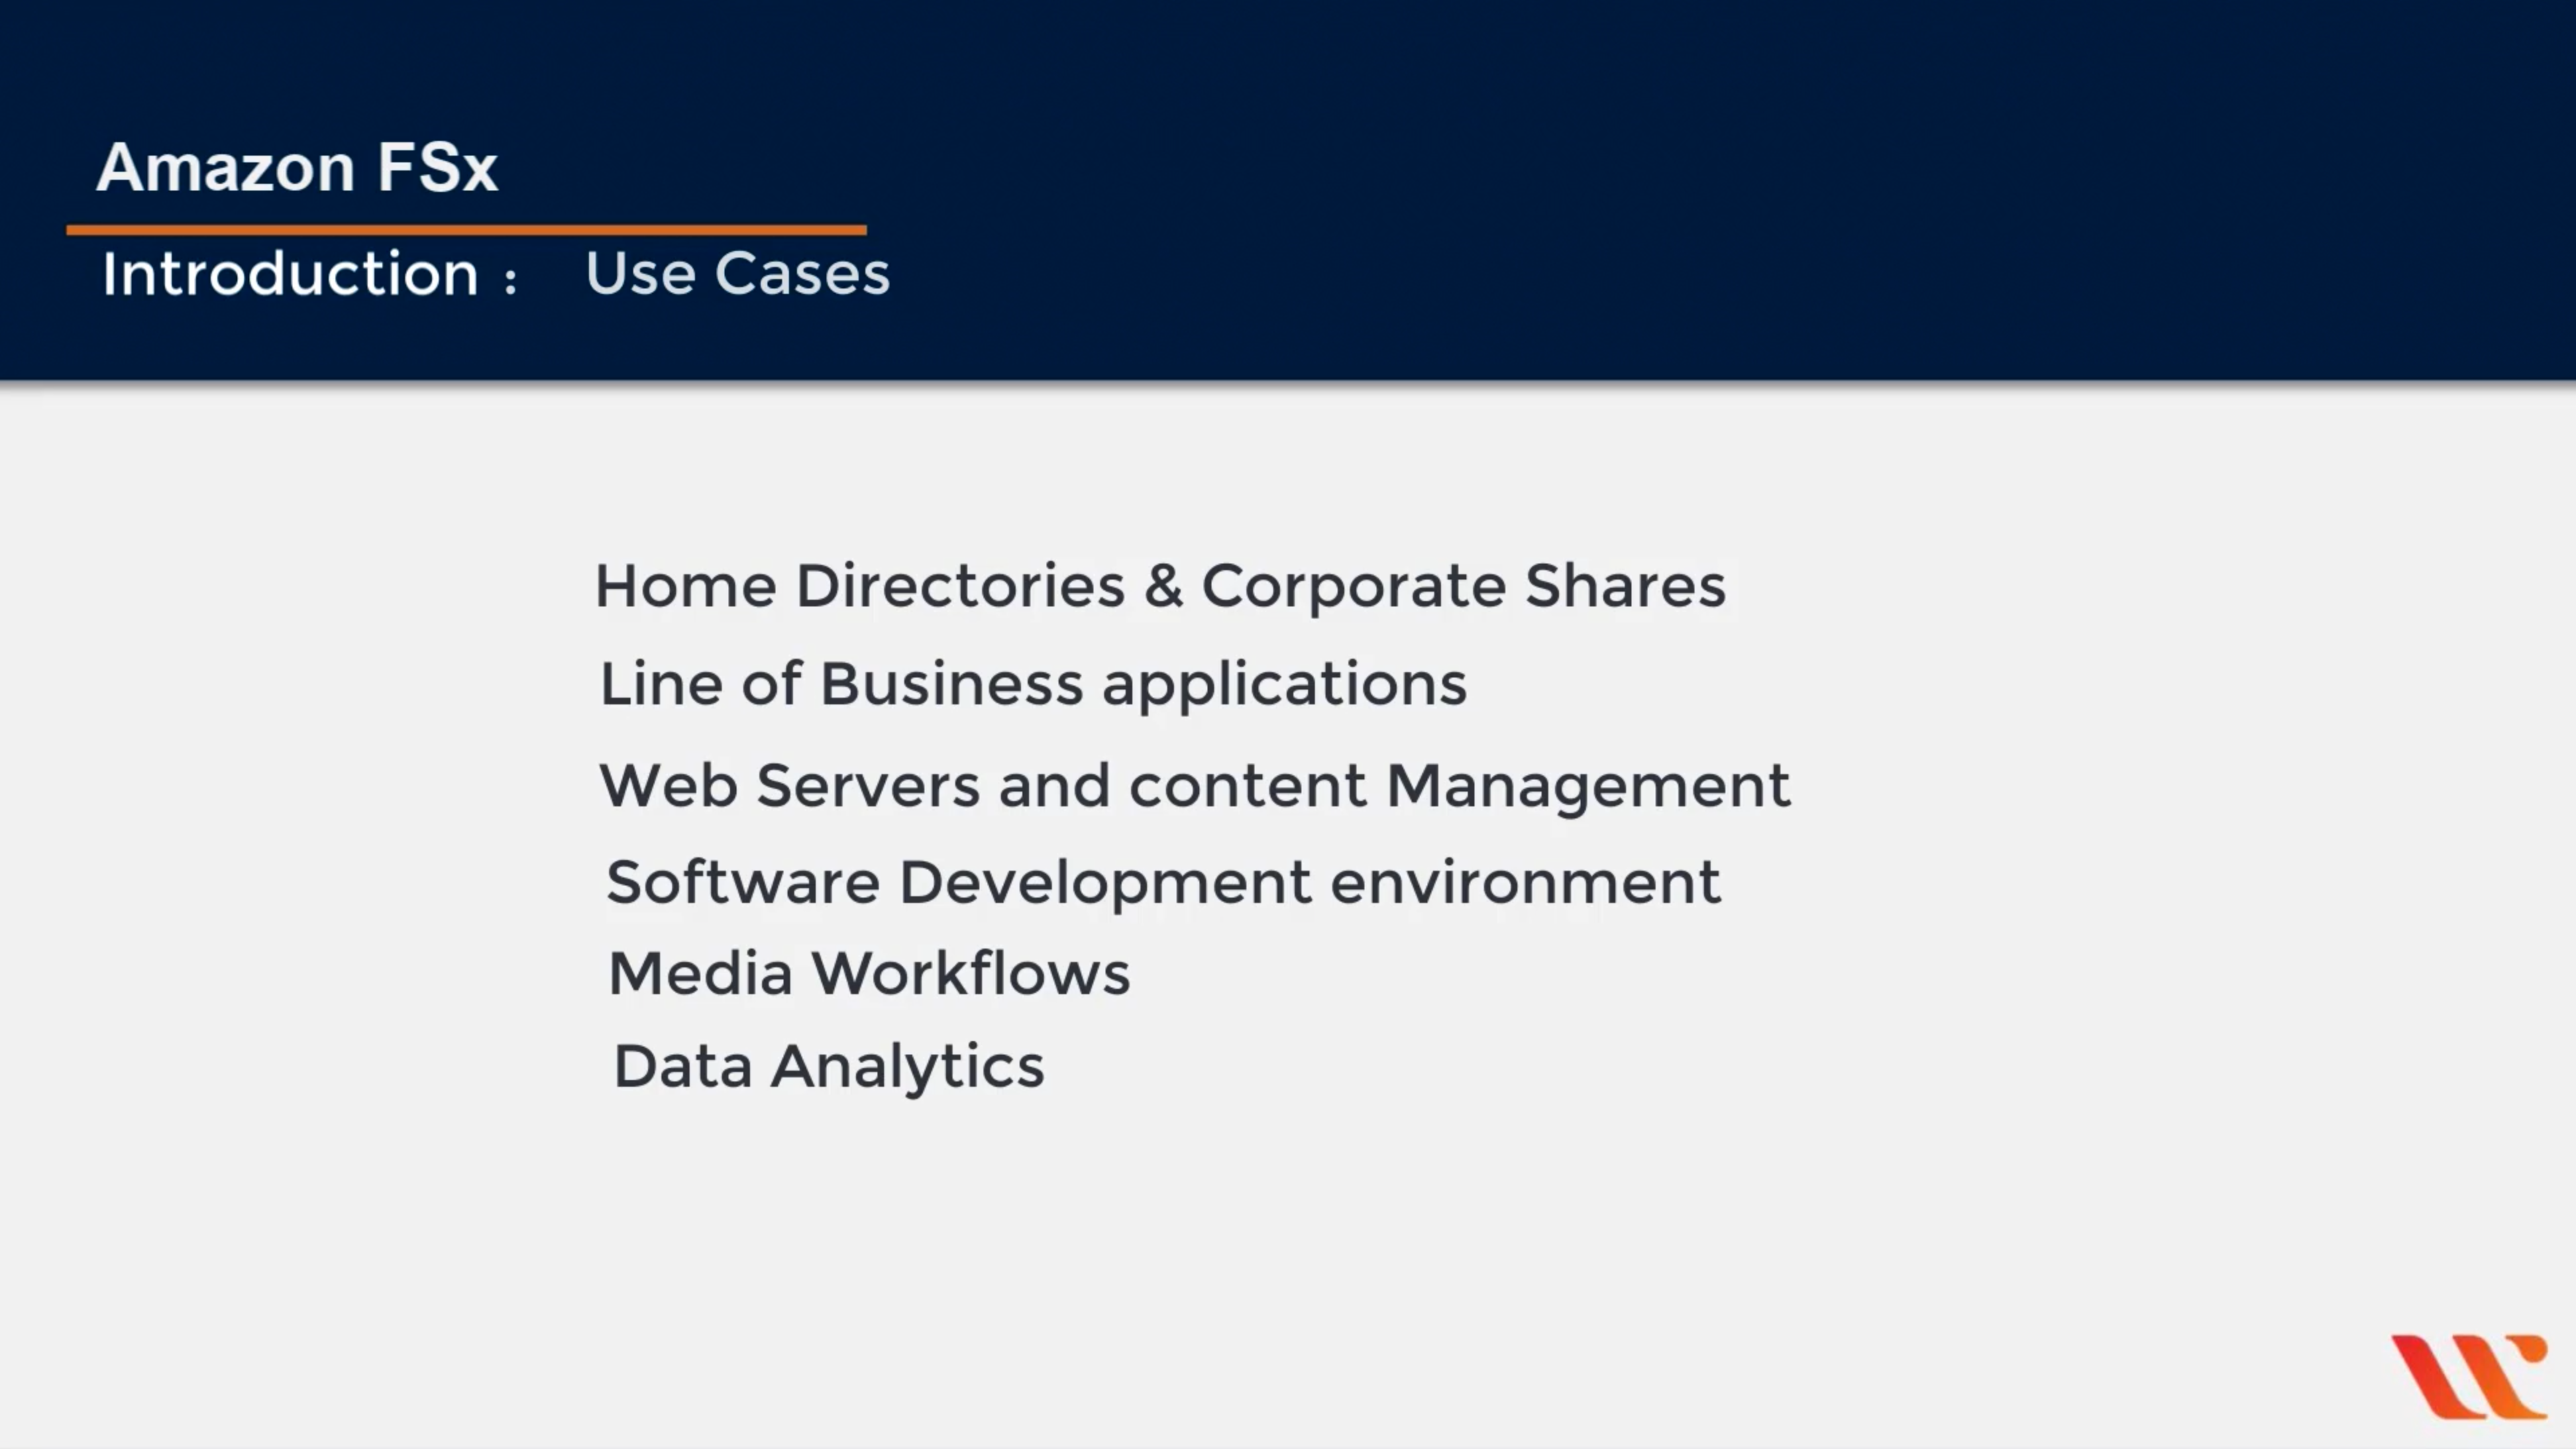 Amazon FSx
Introduction : Use Cases
Home Directories & Corporate Shares
Line of Business applications
Web Servers and content Management
Software Development environment
Media Workflows
Data Analytics